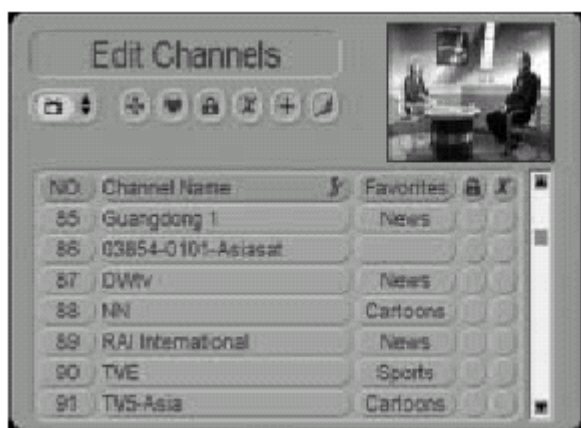 Edit Channels
NO. Channel Name Favorites
85 Guangdong 1 News
86 03854-0101-Asiasat
87 DWtv News
88 NN Cartoons
89 RAI International News
90 TVE Sports
91 TV5-Asia Cartoons